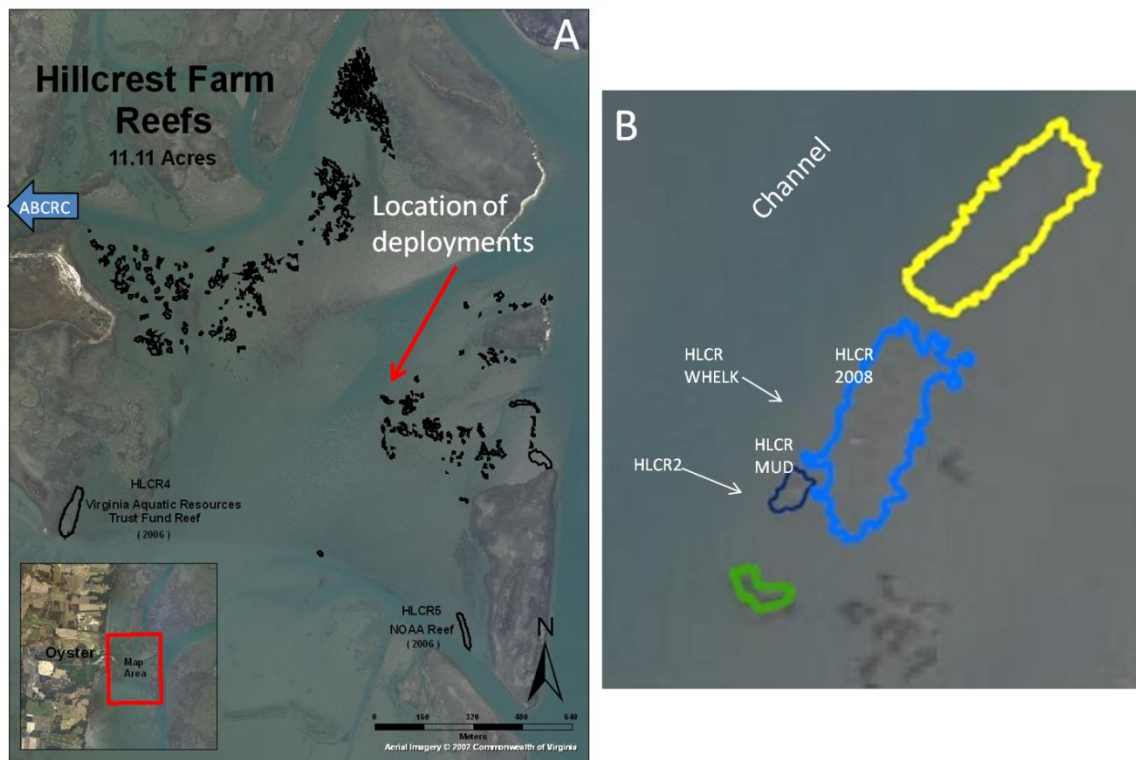 A
Hillcrest Farm
Reefs
11.11 Acres
ABCRC
Location of
deployments
HLCR4
Virginia Aquatic Resources
Trust Fund Reef
( 2006 )
HLCR5
NOAA Reef
( 2006 )
N
Oyster
Map
Area
0 160 320 480 640
Meters
Aerial Imagery © 2002 Commonwealth of Virginia
B
Channel
HLCR
WHELK
HLCR
2008
HLCR
MUD
HLCR2